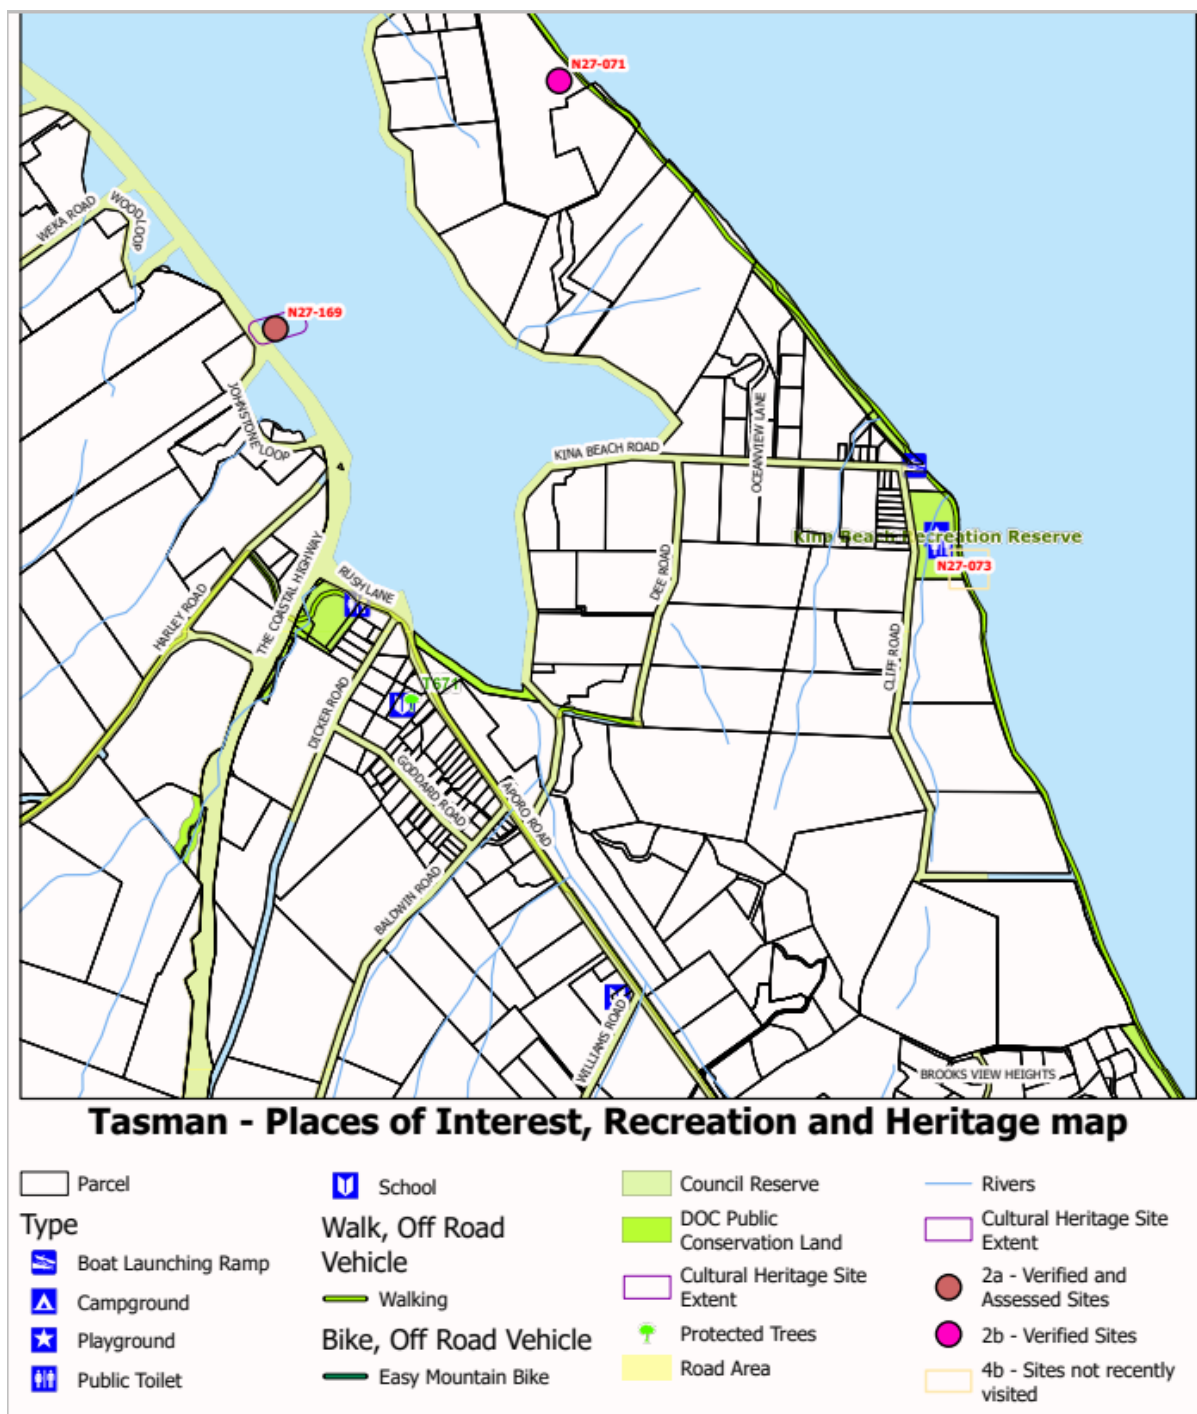 N27-071
WEKA ROAD
WOOD LOOP
N27-169
JOHNSTONE LOOP
KINA BEACH ROAD
OCEANVIEW LANE
Kina Beach Recreation Reserve
N27-073
THE COASTAL HIGHWAY
RUSH LANE
HARLEY ROAD
DEE ROAD
CLIFF ROAD
T671
DICKER ROAD
GODDARD ROAD
APORO ROAD
BALDWIN ROAD
WILLIAMS ROAD
BROOKS VIEW HEIGHTS
Tasman - Places of Interest, Recreation and Heritage map
Parcel
Type
Boat Launching Ramp
Campground
Playground
Public Toilet
School
Walk, Off Road
Vehicle
Walking
Bike, Off Road Vehicle
Easy Mountain Bike
Council Reserve
DOC Public
Conservation Land
Cultural Heritage Site
Extent
Protected Trees
Road Area
Rivers
Cultural Heritage Site
Extent
2a - Verified and
Assessed Sites
2b - Verified Sites
4b - Sites not recently
visited